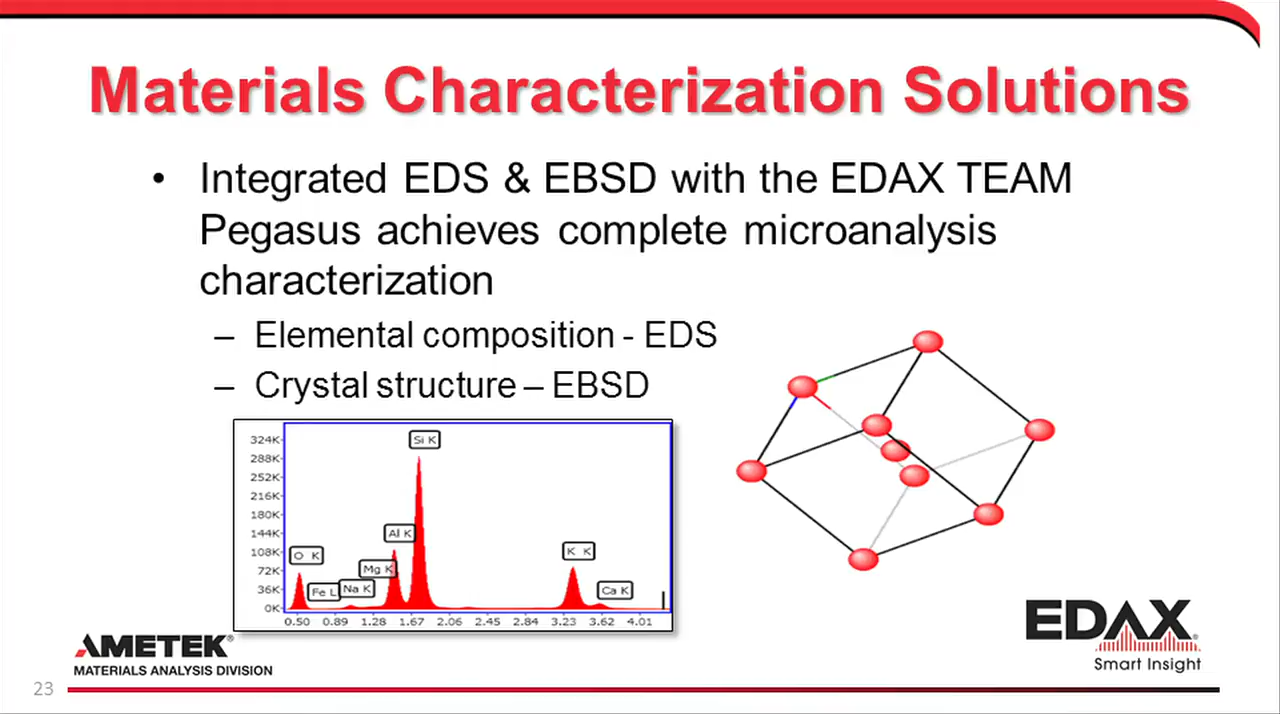 Materials Characterization Solutions
• Integrated EDS & EBSD with the EDAX TEAM
Pegasus achieves complete microanalysis
characterization
– Elemental composition - EDS
– Crystal structure – EBSD
324K
288K
252K
216K
180K
144K
108K
72K
36K
0K
Si K
Al K
O K
Mg K
Fe L
Na K
K K
Ca K
0.50 0.89 1.28 1.67 2.06 2.45 2.84 3.23 3.62 4.01
AMETEK®
MATERIALS ANALYSIS DIVISION
EDAX®
Smart Insight
23